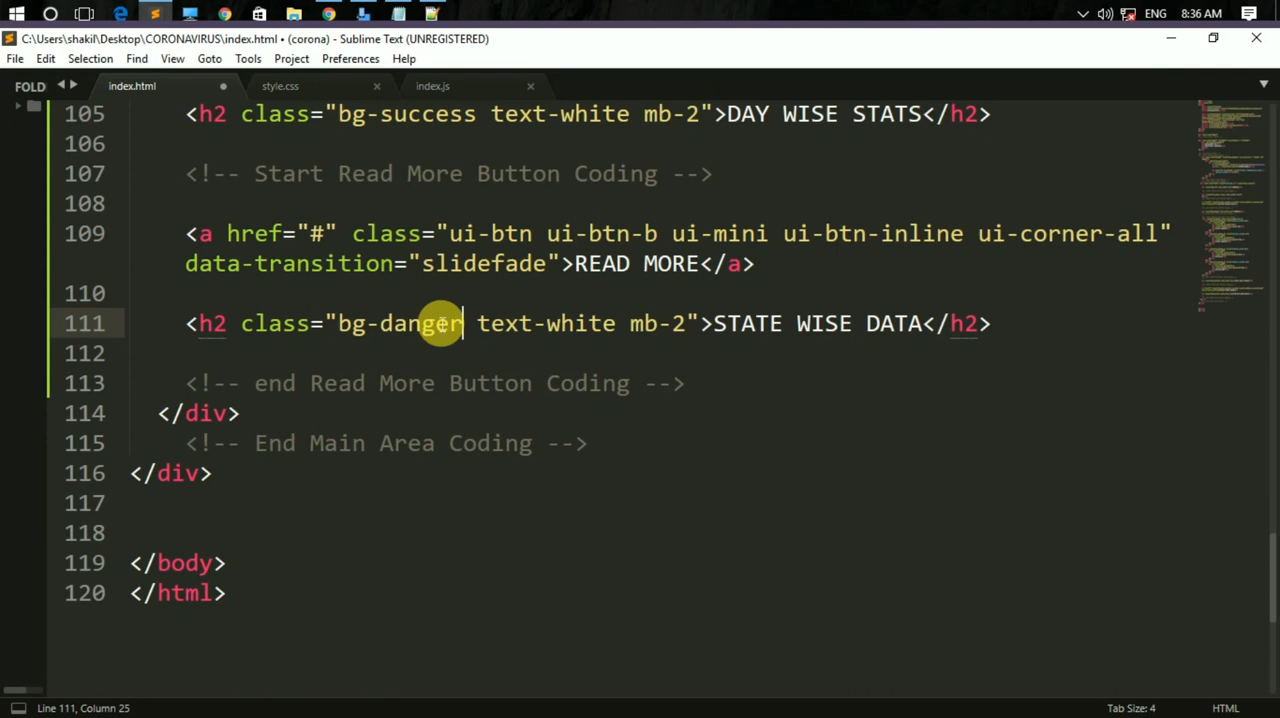 ENG 8:36 AM
C:\Users\shakil\Desktop\CORONAVIRUS\index.html • (corona) - Sublime Text (UNREGISTERED)
File Edit Selection Find View Goto Tools Project Preferences Help
FOLD index.html style.css index.js
105 <h2 class="bg-success text-white mb-2">DAY WISE STATS</h2>
106
107 <!-- Start Read More Button Coding -->
108
109 <a href="#" class="ui-btn ui-btn-b ui-mini ui-btn-inline ui-corner-all"
data-transition="slidefade">READ MORE</a>
110
111 <h2 class="bg-danger text-white mb-2">STATE WISE DATA</h2>
112
113 <!-- end Read More Button Coding -->
114 </div>
115 <!-- End Main Area Coding -->
116 </div>
117
118
119 </body>
120 </html>
Line 111, Column 25 Tab Size: 4 HTML